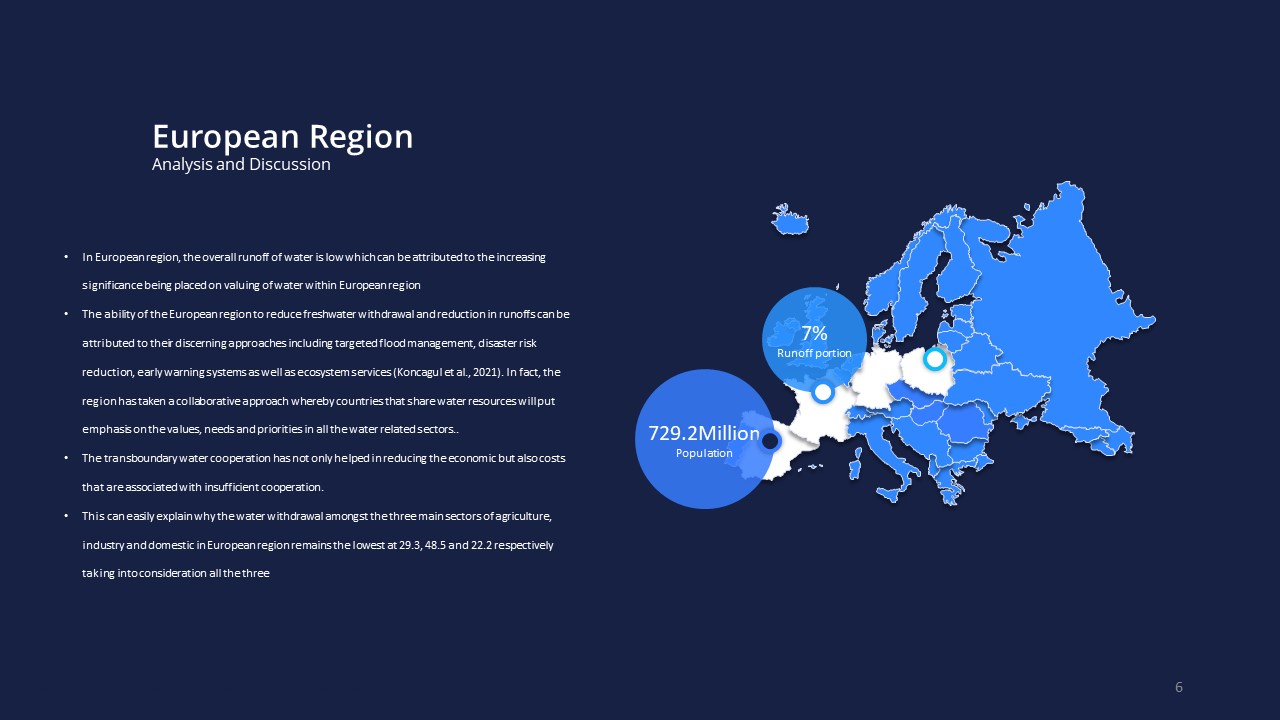 European Region
Analysis and Discussion
• In European region, the overall runoff of water is low which can be attributed to the increasing
significance being placed on valuing of water within European region
• The ability of the European region to reduce freshwater withdrawal and reduction in runoffs can be
attributed to their discerning approaches including targeted flood management, disaster risk
reduction, early warning systems as well as ecosystem services (Koncagul et al., 2021). In fact, the
region has taken a collaborative approach whereby countries that share water resources will put
emphasis on the values, needs and priorities in all the water related sectors..
• The transboundary water cooperation has not only helped in reducing the economic but also costs
that are associated with insufficient cooperation.
• This can easily explain why the water withdrawal amongst the three main sectors of agriculture,
industry and domestic in European region remains the lowest at 29.3, 48.5 and 22.2 respectively
taking into consideration all the three
7%
Runoff portion
729.2Million
Population
6